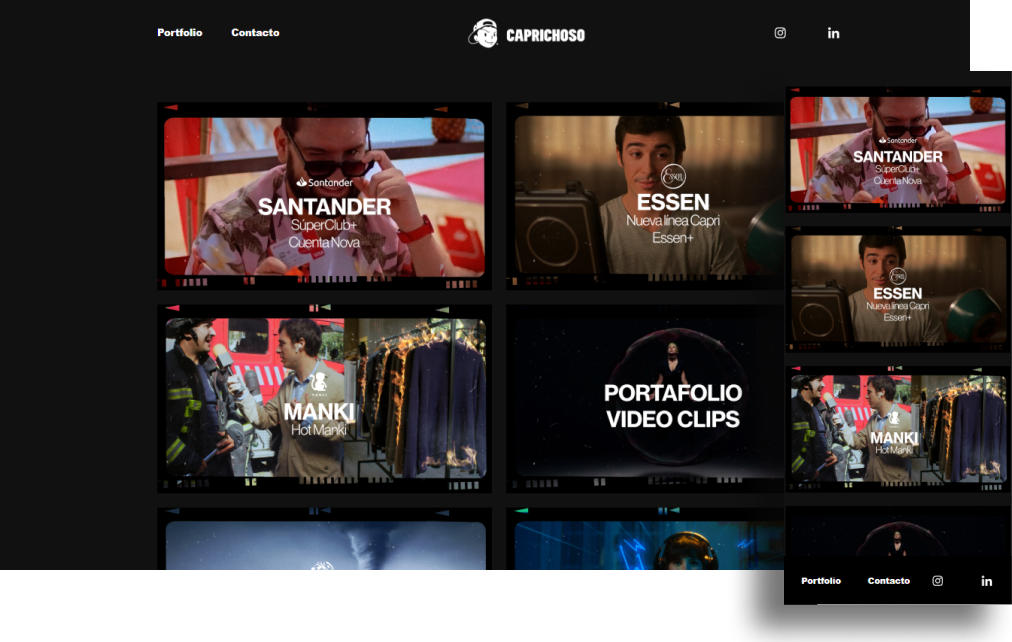 Portfolio
Contacto
CAPRICHOSO
Santander
SANTANDER
SúperClub+
Cuenta Nova
ESSEN
Nueva línea Capri
Essen+
MANKI
Hot Manki
PORTAFOLIO
VIDEO CLIPS
Santander
SANTANDER
SúperClub+
Cuenta Nova
ESSEN
Nueva línea Capri
Essen+
MANKI
Hot Manki
Portfolio
Contacto